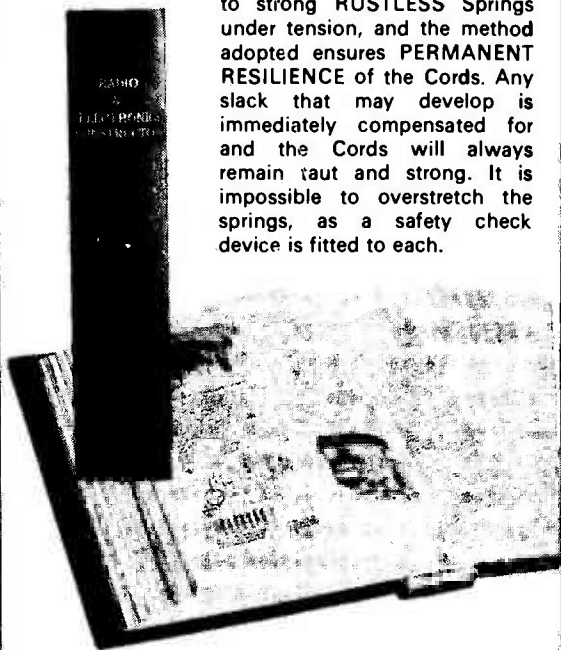 to strong RUSTLESS Springs
under tension, and the method
adopted ensures PERMANENT
RESILIENCE of the Cords. Any
slack that may develop is
immediately compensated for
and the Cords will always
remain taut and strong. It is
impossible to overstretch the
springs, as a safety check
device is fitted to each.
RADIO
&
ELECTRONICS
CONSTRUCTOR